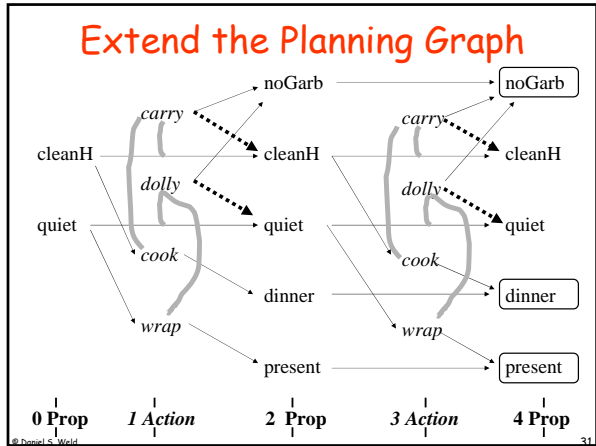 Extend the Planning Graph
noGarb noGarb
carry carry
cleanH cleanH cleanH
dolly dolly
quiet quiet quiet
cook cook
dinner dinner
wrap wrap
present present
0 Prop 1 Action 2 Prop 3 Action 4 Prop
© Daniel S. Weld 31